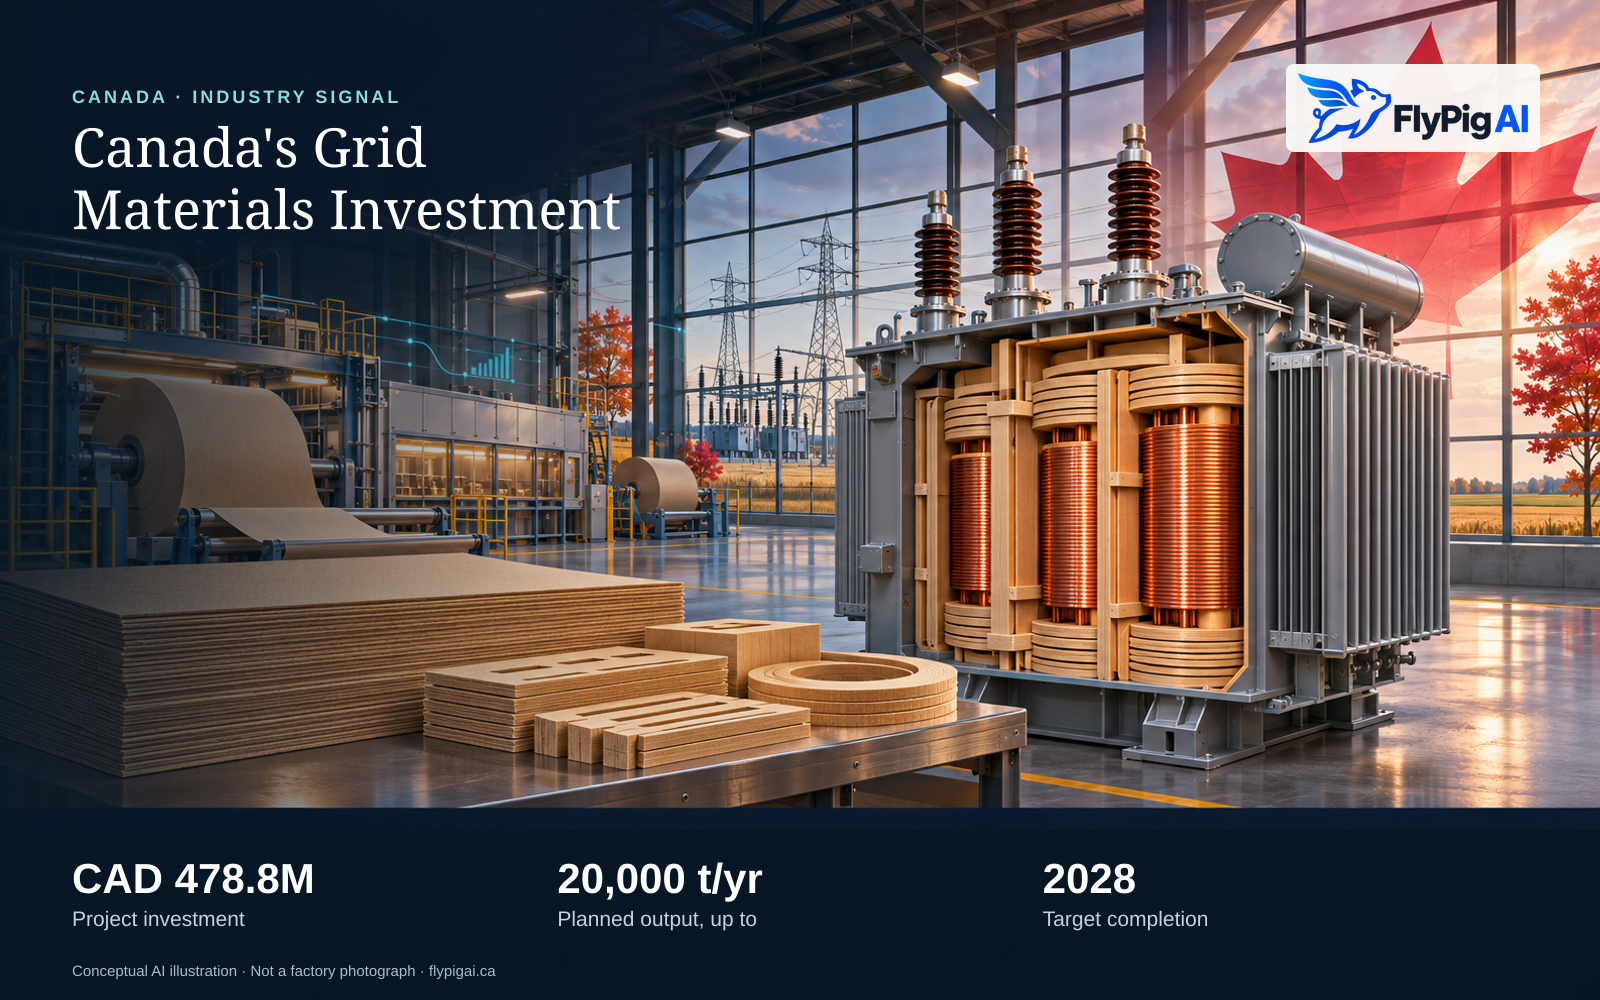 CANADA · INDUSTRY SIGNAL
Canada's Grid
Materials Investment
FlyPig AI
CAD 478.8M
Project investment
20,000 t/yr
Planned output, up to
2028
Target completion
Conceptual AI illustration · Not a factory photograph · flypigai.ca